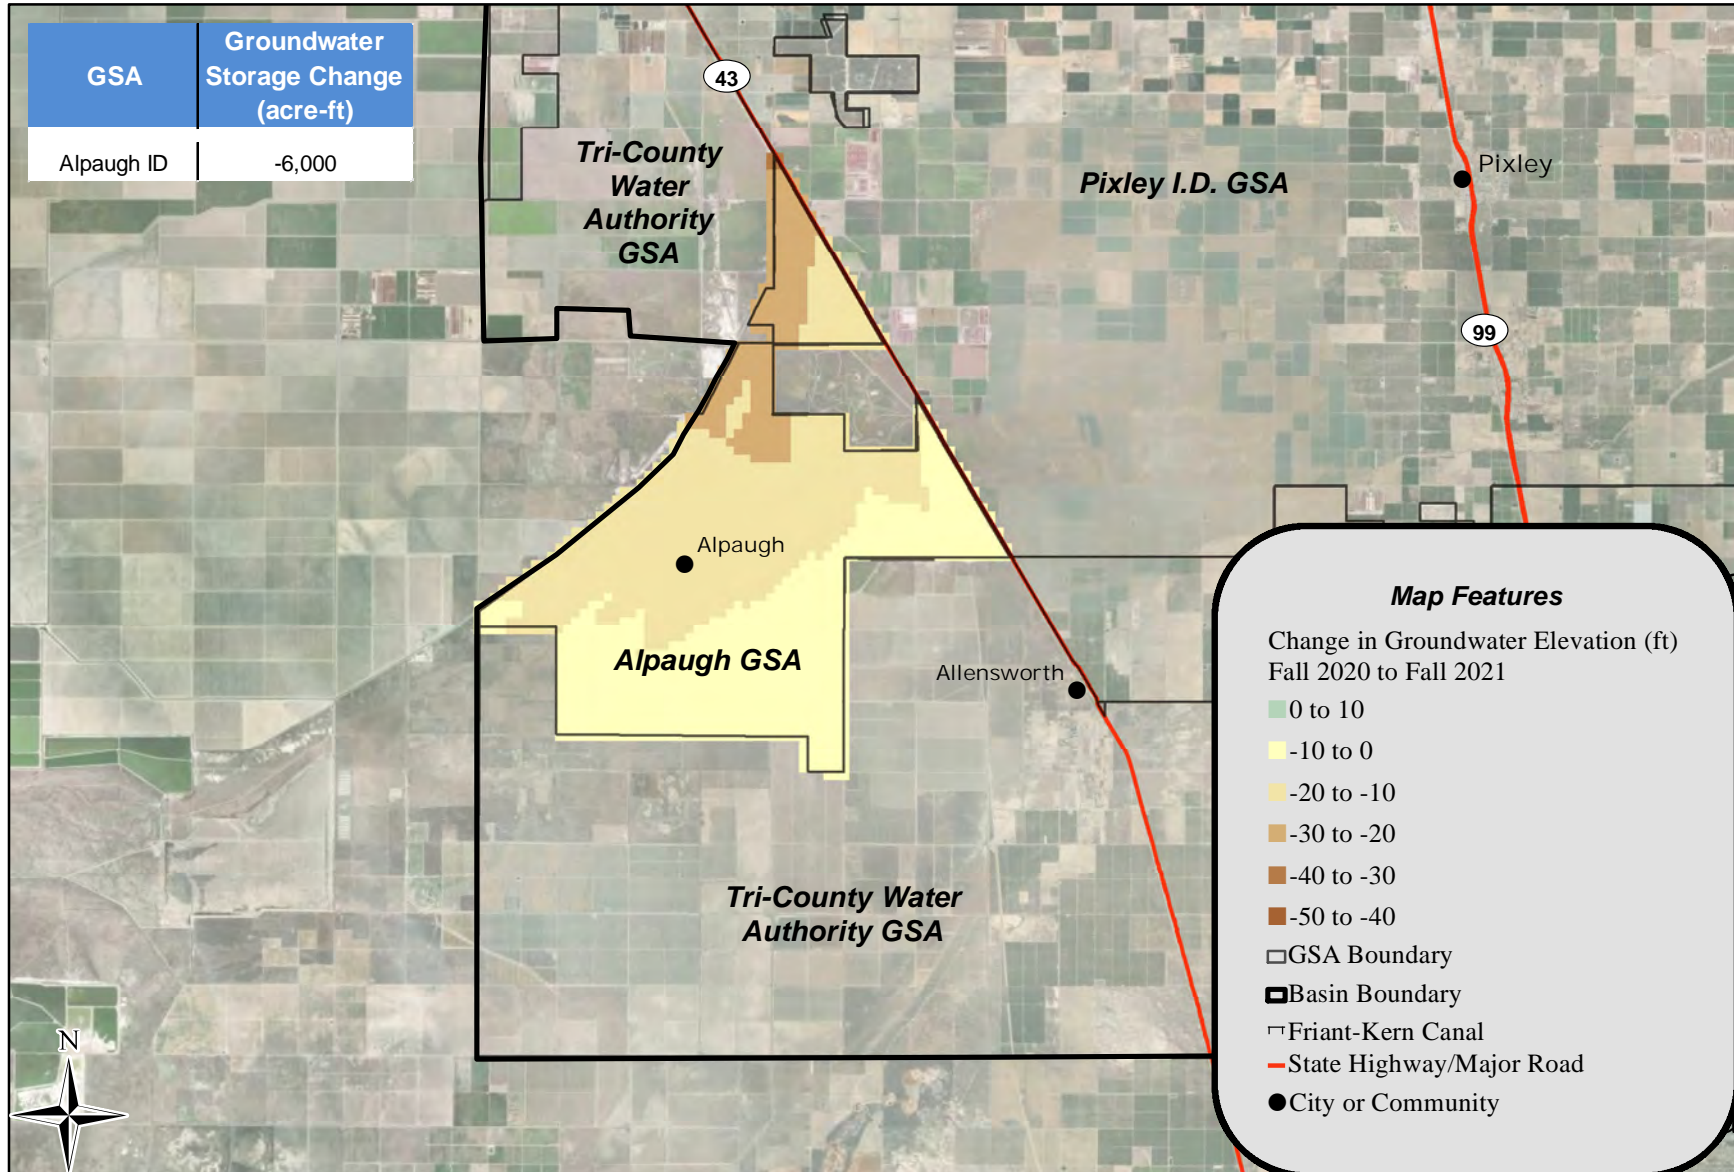 GSA
Groundwater
Storage Change
(acre-ft)
Alpaugh ID
-6,000
43
Tri-County
Water
Authority
GSA
Pixley I.D. GSA
Pixley
99
Alpaugh
Alpaugh GSA
Allensworth
Tri-County Water
Authority GSA
N
Map Features
Change in Groundwater Elevation (ft)
Fall 2020 to Fall 2021
0 to 10
-10 to 0
-20 to -10
-30 to -20
-40 to -30
-50 to -40
GSA Boundary
Basin Boundary
Friant-Kern Canal
State Highway/Major Road
City or Community